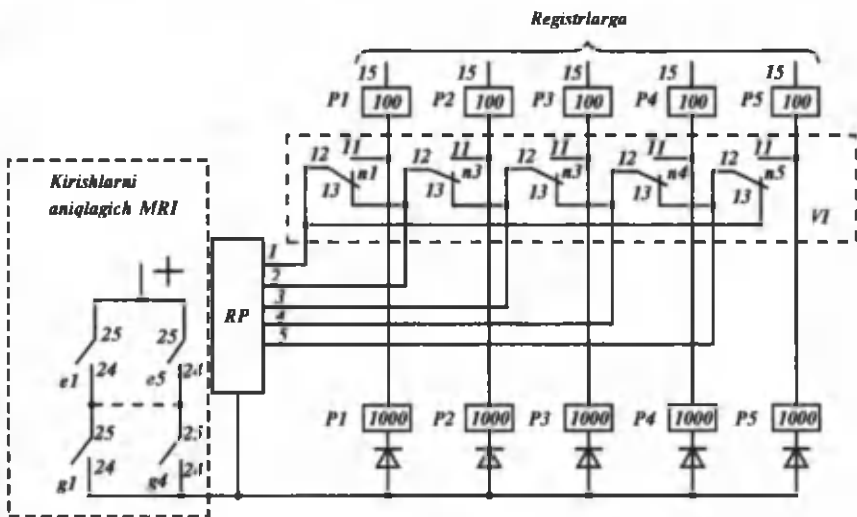 Registrlarga
15 15 15 15 15
P1 100 P2 100 P3 100 P4 100 P5 100
11 11 11 11 11
12 12 12 12 12
n1 n3 n3 n4 n5
13 13 13 13 13
VI
Kirishlarni
aniqlagich MRI
+
1
2
3
4
5
RP
25 25
24 24
e1 e5
25 25
24 24
g1 g4
P1 1000 P2 1000 P3 1000 P4 1000 P5 1000